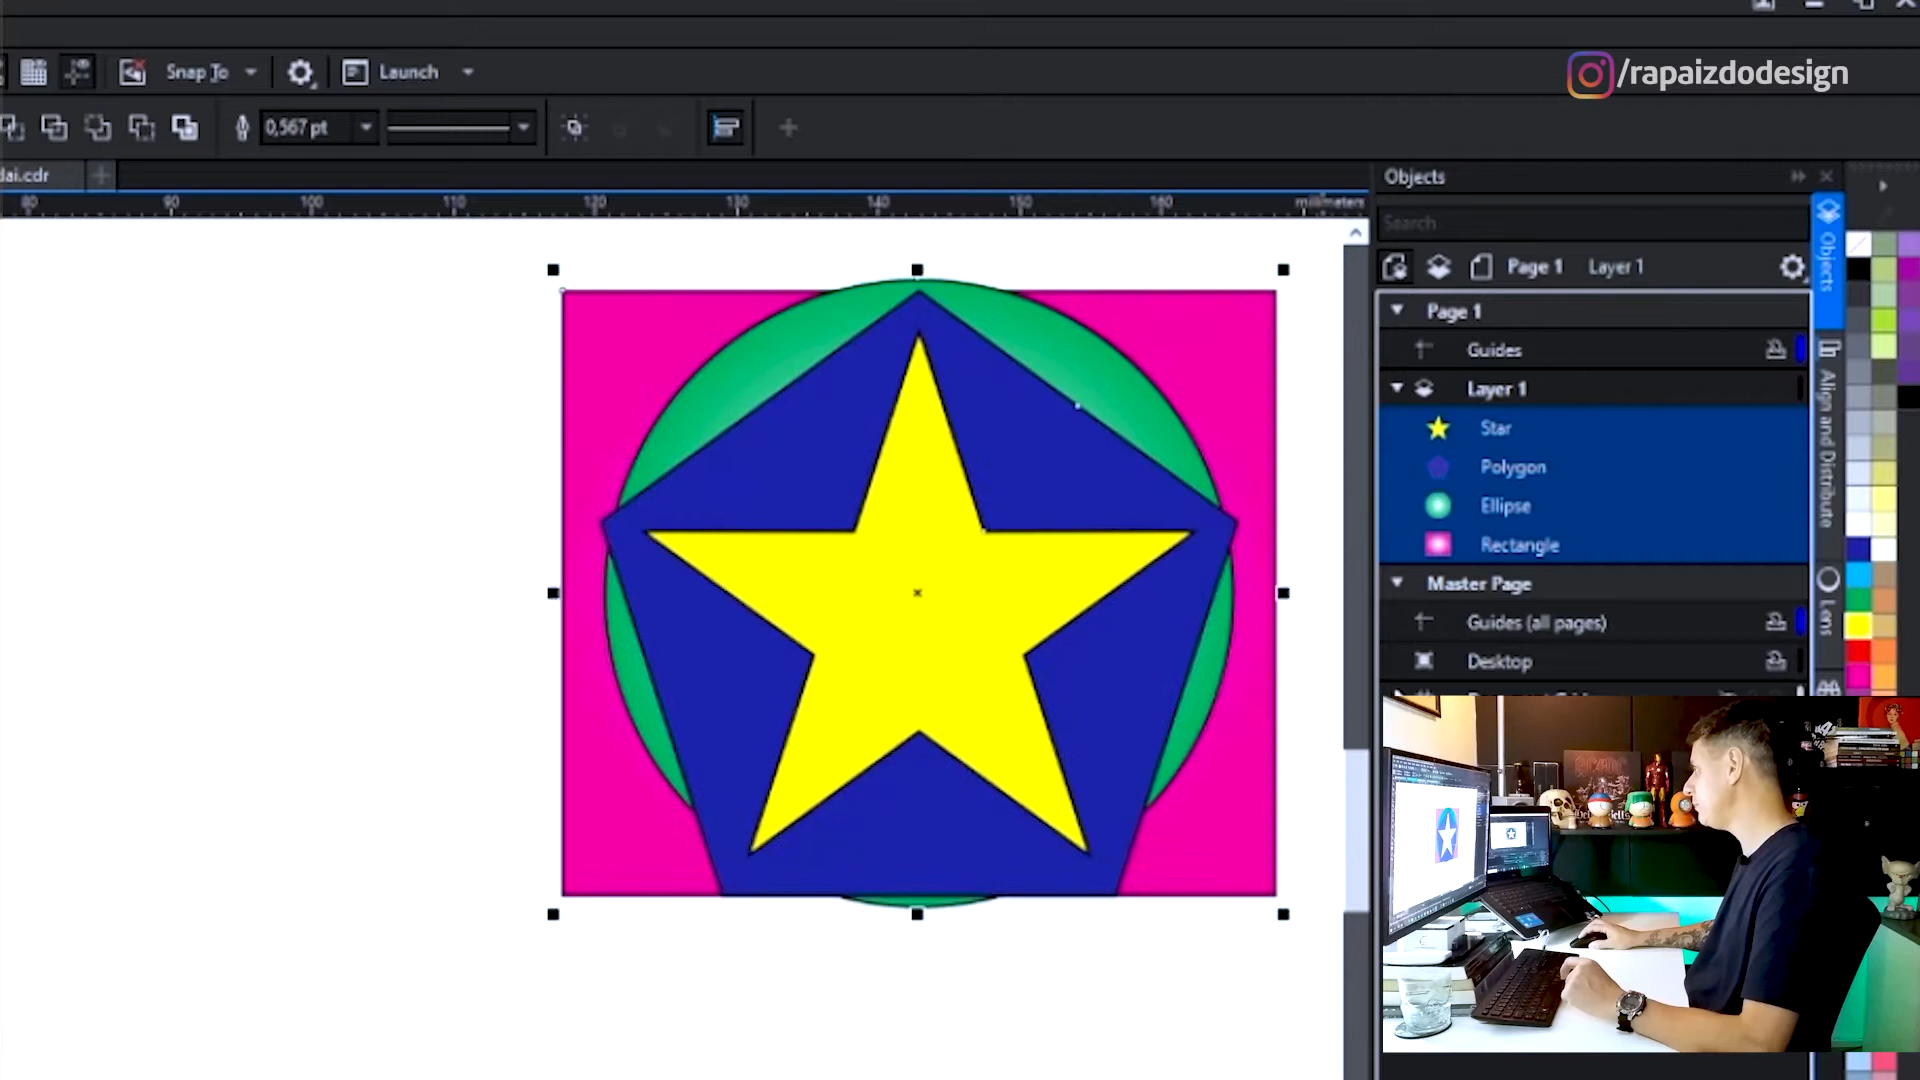 Snap To
Launch
/rapaizdodesign
0,567 pt
dai.cdr
Objects
80 90 100 110 120 130 140 150 160 millimeters
Search
Page 1 Layer 1
Objects
Page 1
Guides
Layer 1
Star
Polygon
Ellipse
Rectangle
Align and Distribute
Master Page
Guides (all pages)
Lens
Desktop